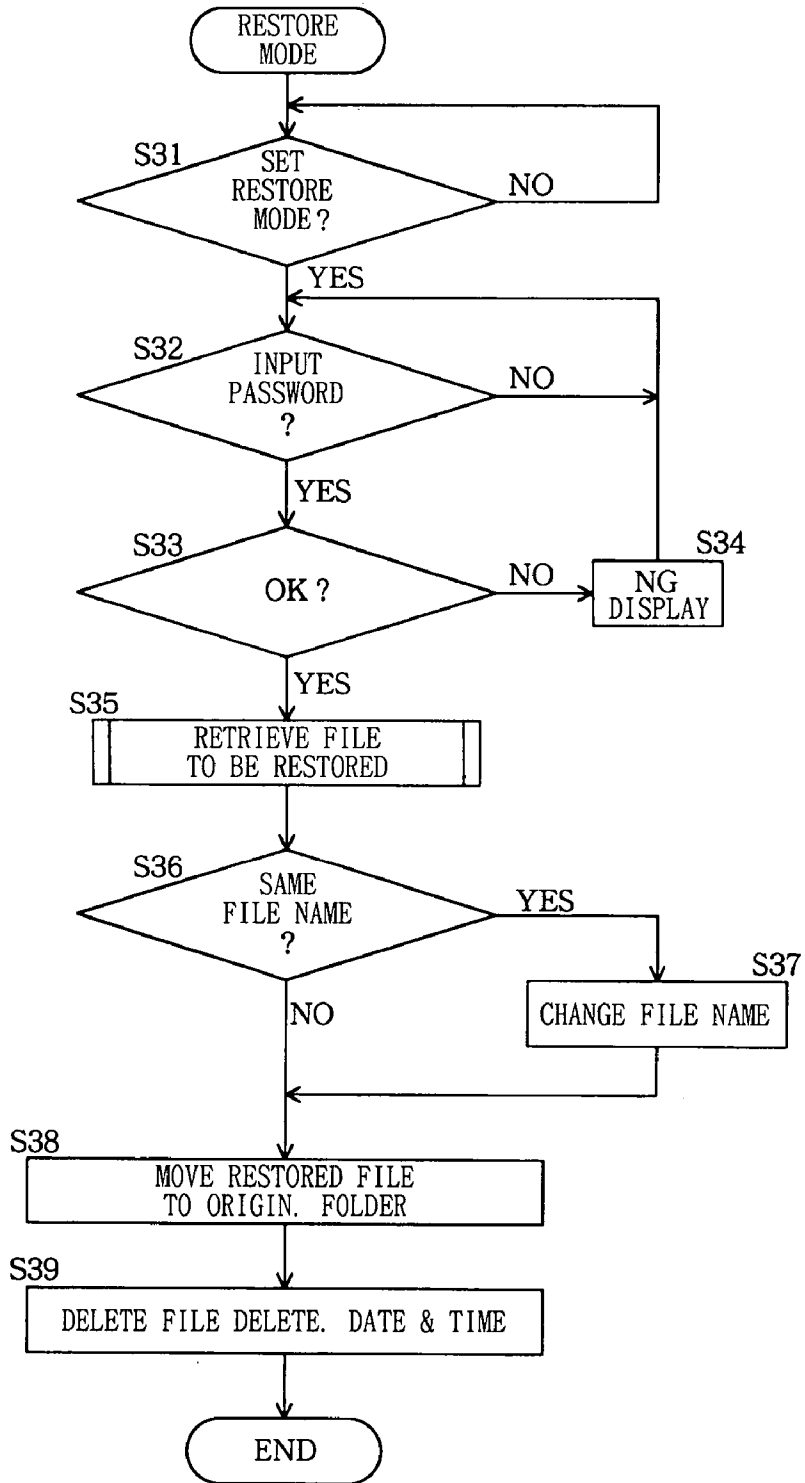 RESTORE
MODE
S31
SET
RESTORE
MODE?
NO
YES
S32
INPUT
PASSWORD
?
NO
YES
S33
OK?
NO
S34
NG
DISPLAY
YES
S35
RETRIEVE FILE
TO BE RESTORED
S36
SAME
FILE NAME
?
YES
S37
CHANGE FILE NAME
NO
S38
MOVE RESTORED FILE
TO ORIGIN. FOLDER
S39
DELETE FILE DELETE. DATE & TIME
END